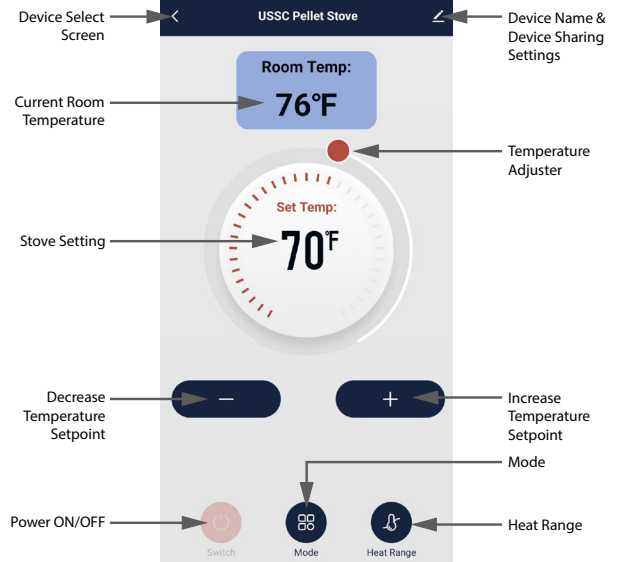 Device Select
Screen
USSC Pellet Stove
Device Name &
Device Sharing
Settings
Room Temp:
76°F
Current Room
Temperature
Temperature
Adjuster
Set Temp:
70°F
Stove Setting
Decrease
Temperature
Setpoint
−
+
Increase
Temperature
Setpoint
Mode
Power ON/OFF
Heat Range
Switch
Mode
Heat Range